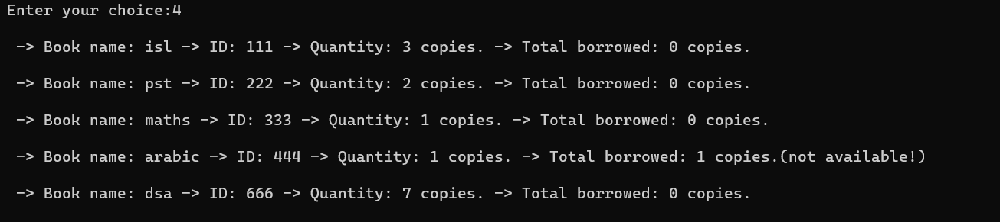 Enter your choice:4
-> Book name: isl -> ID: 111 -> Quantity: 3 copies. -> Total borrowed: 0 copies.
-> Book name: pst -> ID: 222 -> Quantity: 2 copies. -> Total borrowed: 0 copies.
-> Book name: maths -> ID: 333 -> Quantity: 1 copies. -> Total borrowed: 0 copies.
-> Book name: arabic -> ID: 444 -> Quantity: 1 copies. -> Total borrowed: 1 copies.(not available!)
-> Book name: dsa -> ID: 666 -> Quantity: 7 copies. -> Total borrowed: 0 copies.